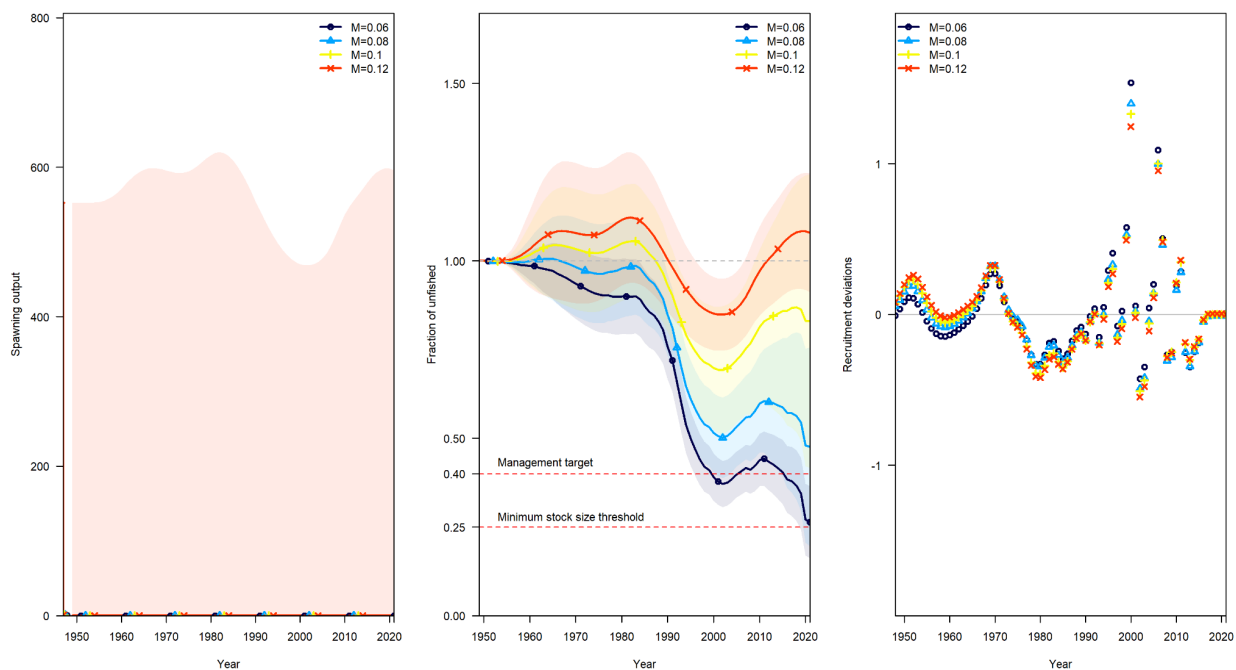 Spawning output
800
600
400
200
0
M=0.06
M=0.08
M=0.1
M=0.12
1950 1960 1970 1980 1990 2000 2010 2020
Year
Fraction of unfished
1.50
1.00
0.50
0.40
0.25
0.00
M=0.06
M=0.08
M=0.1
M=0.12
Management target
Minimum stock size threshold
1950 1960 1970 1980 1990 2000 2010 2020
Year
Recruitment deviations
1
0
-1
M=0.06
M=0.08
M=0.1
M=0.12
1950 1960 1970 1980 1990 2000 2010 2020
Year